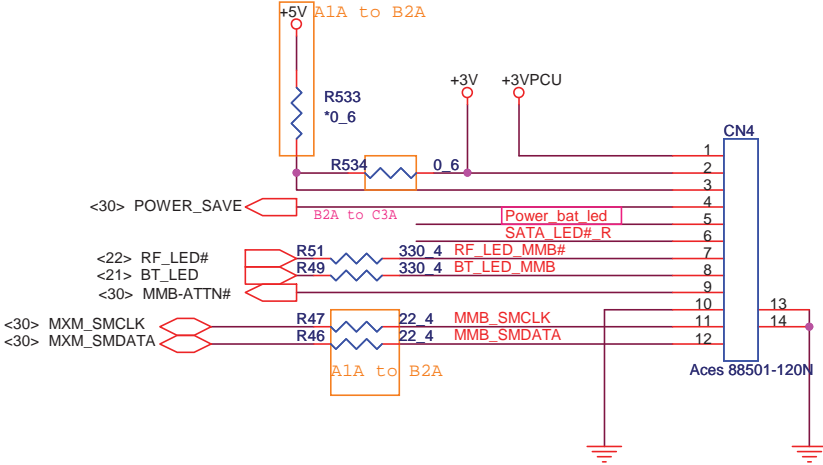 +5V A1A to B2A
R533
*0_6
+3V +3VPCU
CN4
R534 0_6
1
2
3
<30> POWER_SAVE 4
B2A to C3A Power_bat_led 5
SATA_LED#_R 6
<22> RF_LED# R51 330_4 RF_LED_MMB# 7
<21> BT_LED R49 330_4 BT_LED_MMB 8
<30> MMB-ATTN# 9
10 13
<30> MXM_SMCLK R47 22_4 MMB_SMCLK 11 14
<30> MXM_SMDATA R46 22_4 MMB_SMDATA 12
A1A to B2A
Aces 88501-120N